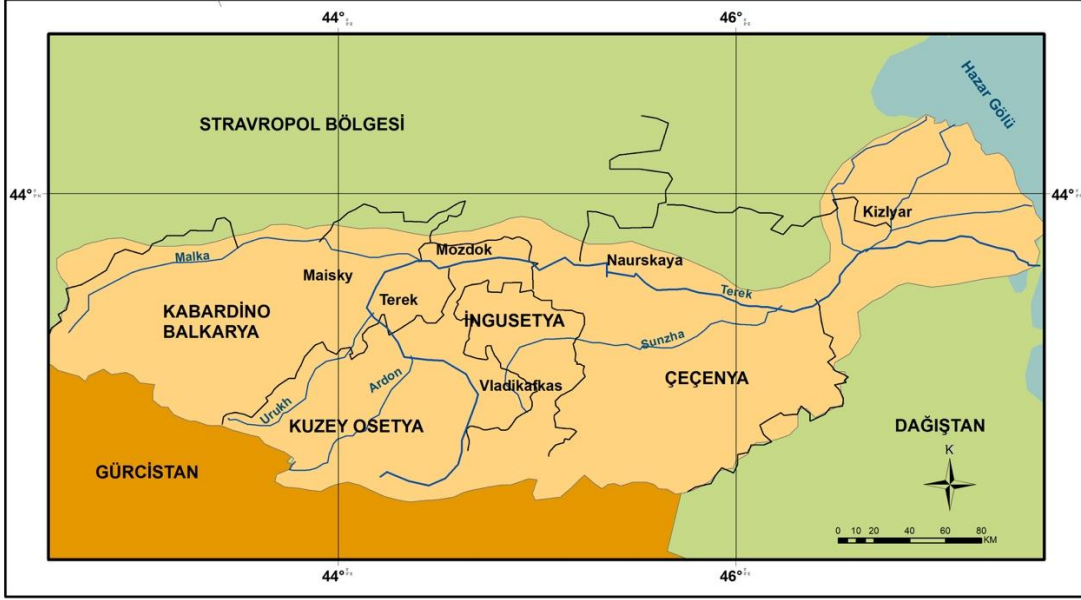 44°
46°
Hazar Gölü
STRAVROPOL BÖLGESİ
44°
44°
Kizlyar
Malka
Mozdok
Maisky
Naurskaya
Terek
Terek
KABARDİNO
BALKARYA
İNGUSETYA
Sunzha
Ardon
Vladikafkas
ÇEÇENYA
Urukh
KUZEY OSETYA
DAĞIŞTAN
GÜRCİSTAN
K
0 10 20 40 60 80
KM
44°
46°